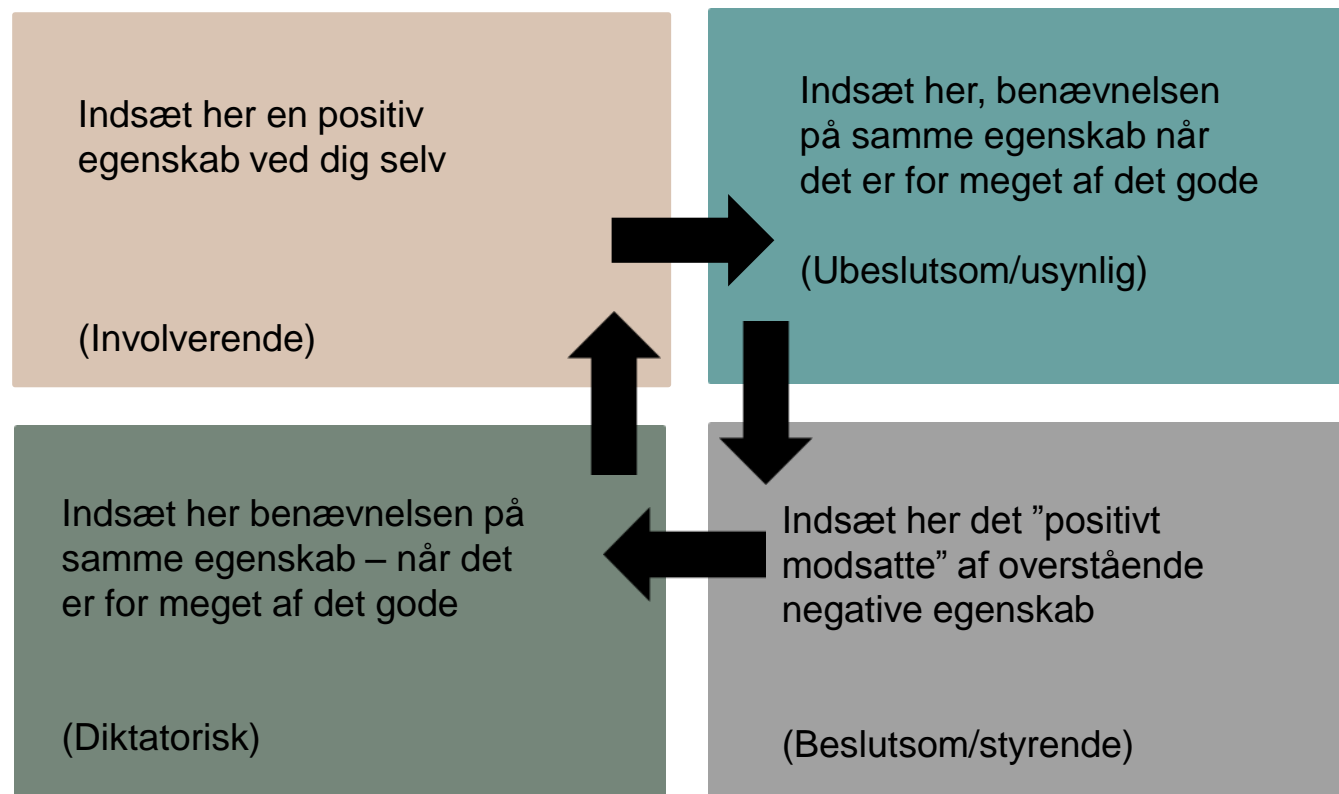 Indsæt her en positiv
egenskab ved dig selv
(Involverende)
Indsæt her, benævnelsen
på samme egenskab når
det er for meget af det gode
(Ubeslutsom/usynlig)
Indsæt her det ”positivt
modsatte” af overstående
negative egenskab
(Beslutsom/styrende)
Indsæt her benævnelsen på
samme egenskab – når det
er for meget af det gode
(Diktatorisk)